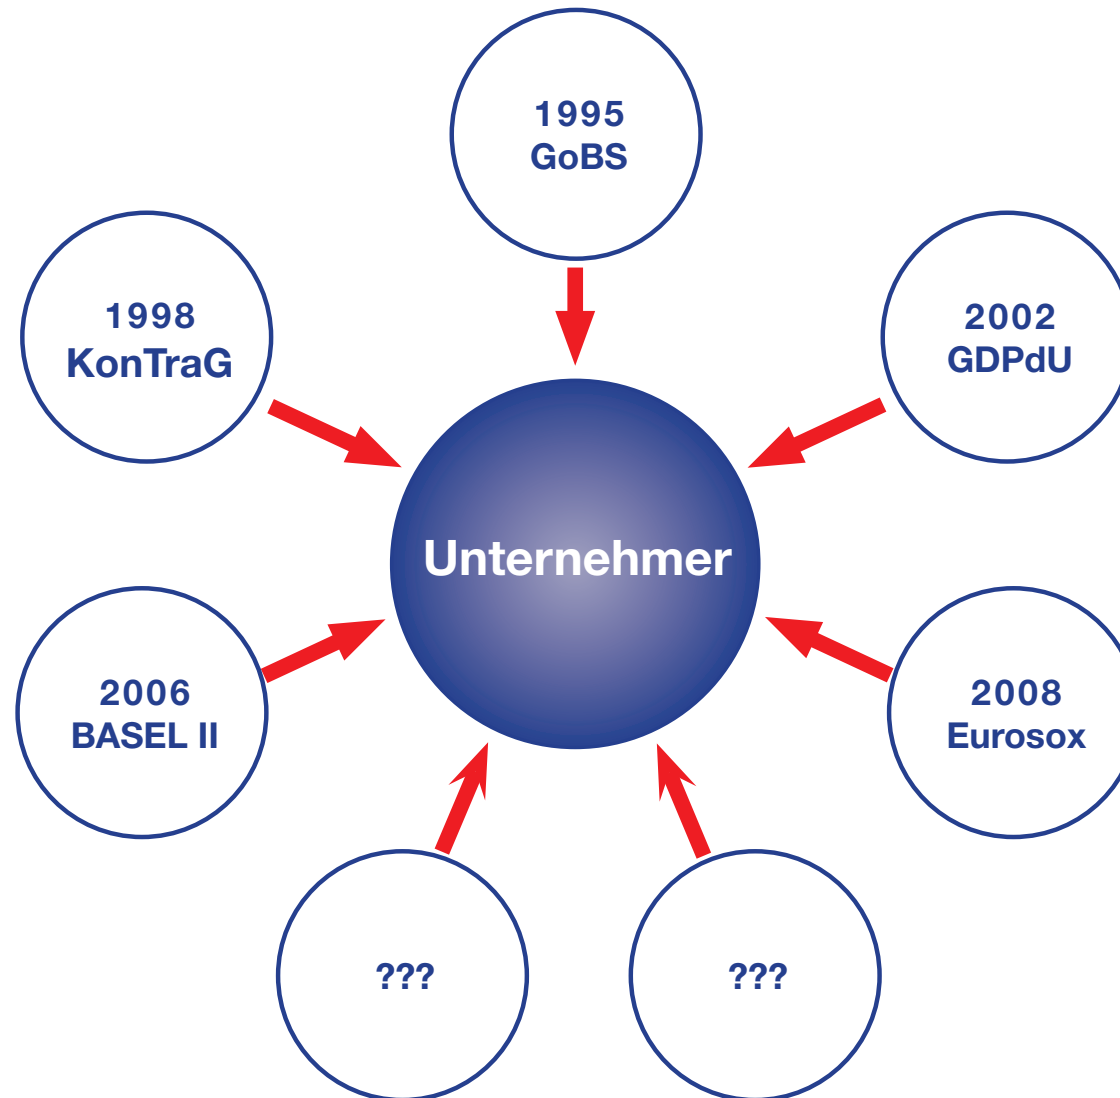 1995
GoBS
1998
KonTraG
2002
GDPdU
Unternehmer
2006
BASEL II
2008
Eurosox
???
???